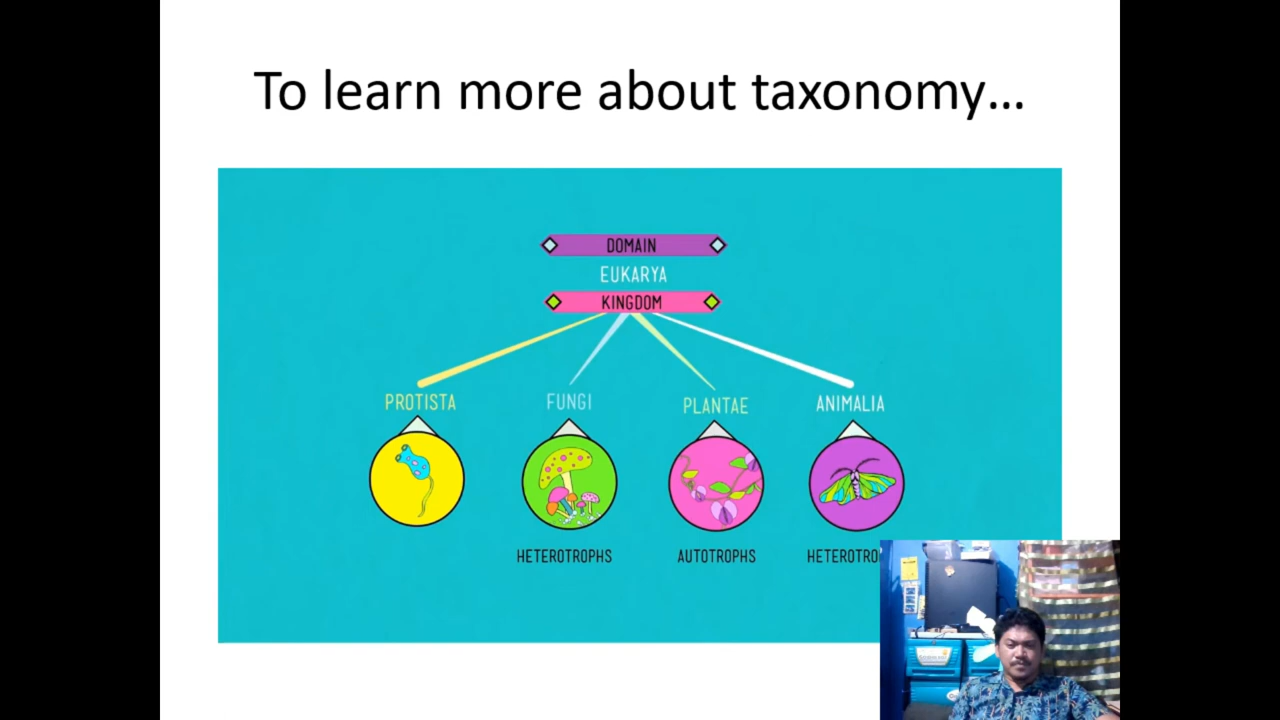 To learn more about taxonomy...
DOMAIN
EUKARYA
KINGDOM
PROTISTA FUNGI PLANTAE ANIMALIA
HETEROTROPHS AUTOTROPHS HETEROTRO